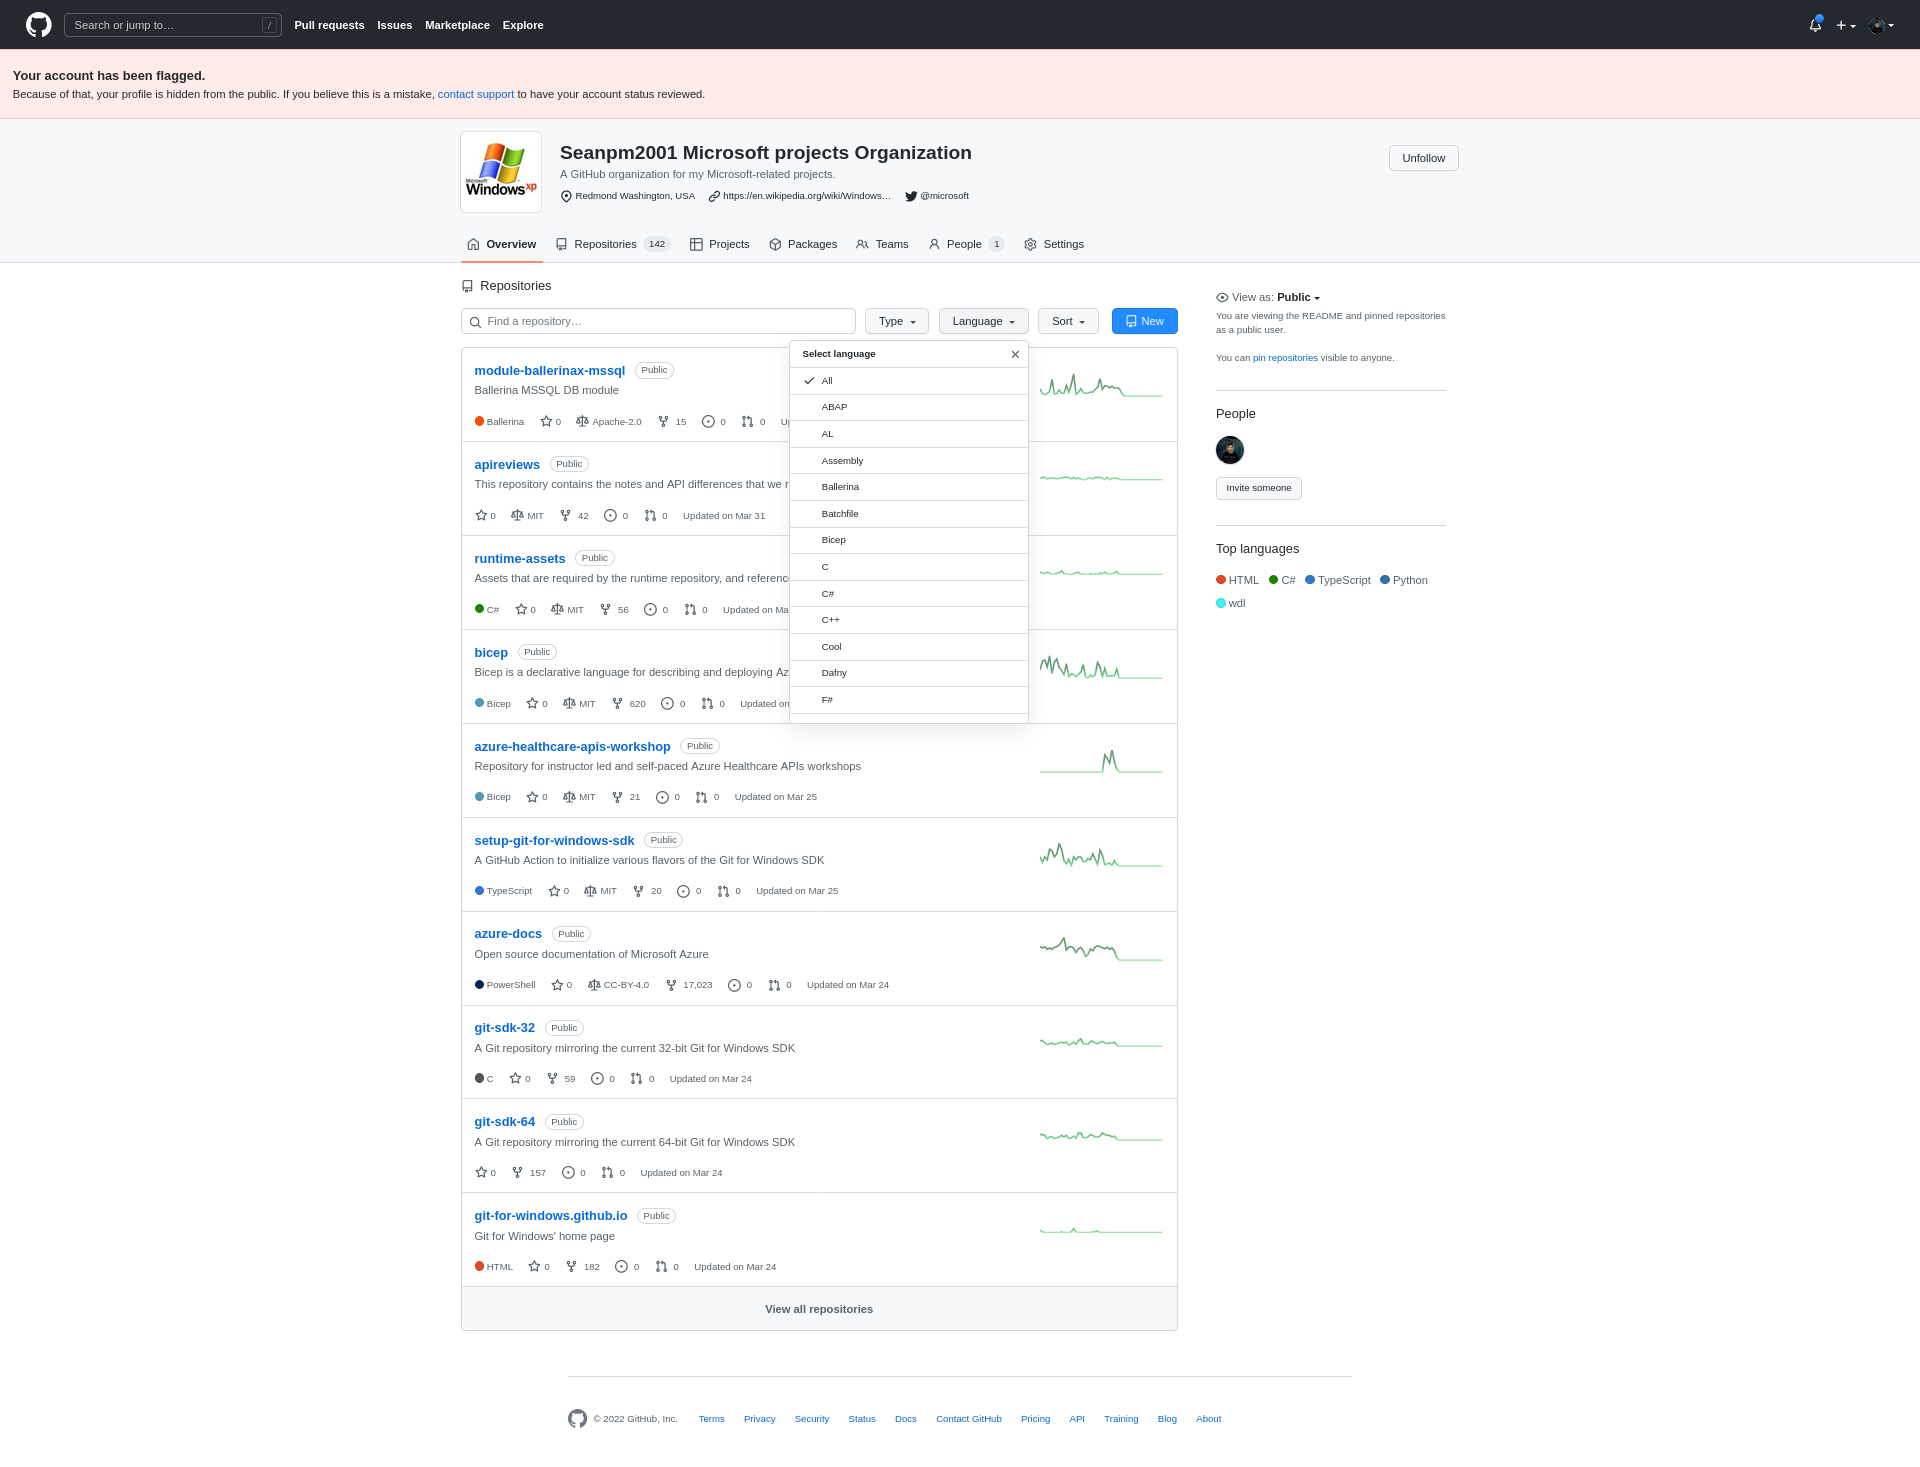 Search or jump to… /
Pull requests Issues Marketplace Explore
Your account has been flagged.
Because of that, your profile is hidden from the public. If you believe this is a mistake, contact support to have your account status reviewed.
Microsoft
Windows xp
Seanpm2001 Microsoft projects Organization
A GitHub organization for my Microsoft-related projects.
Redmond Washington, USA https://en.wikipedia.org/wiki/Windows… @microsoft
Unfollow
Overview Repositories 142 Projects Packages Teams People 1 Settings
Repositories
Find a repository… Type Language Sort New
Select language
All
ABAP
AL
Assembly
Ballerina
Batchfile
Bicep
C
C#
C++
Cool
Dafny
F#
module-ballerinax-mssql Public
Ballerina MSSQL DB module
Ballerina 0 Apache-2.0 15 0 0
apireviews Public
This repository contains the notes and API differences that we
0 MIT 42 0 0 Updated on Mar 31
runtime-assets Public
Assets that are required by the runtime repository, and
C# 0 MIT 56 0 0 Updated on
bicep Public
Bicep is a declarative language for describing and deploying
Bicep 0 MIT 620 0 0 Updated on
azure-healthcare-apis-workshop Public
Repository for instructor led and self-paced Azure Healthcare APIs workshops
Bicep 0 MIT 21 0 0 Updated on Mar 25
setup-git-for-windows-sdk Public
A GitHub Action to initialize various flavors of the Git for Windows SDK
TypeScript 0 MIT 20 0 0 Updated on Mar 25
azure-docs Public
Open source documentation of Microsoft Azure
PowerShell 0 CC-BY-4.0 17,023 0 0 Updated on Mar 24
git-sdk-32 Public
A Git repository mirroring the current 32-bit Git for Windows SDK
C 0 59 0 0 Updated on Mar 24
git-sdk-64 Public
A Git repository mirroring the current 64-bit Git for Windows SDK
0 157 0 0 Updated on Mar 24
git-for-windows.github.io Public
Git for Windows' home page
HTML 0 182 0 0 Updated on Mar 24
View all repositories
View as: Public
You are viewing the README and pinned repositories
as a public user.
You can pin repositories visible to anyone.
People
Invite someone
Top languages
HTML C# TypeScript Python
wdl
© 2022 GitHub, Inc. Terms Privacy Security Status Docs Contact GitHub Pricing API Training Blog About